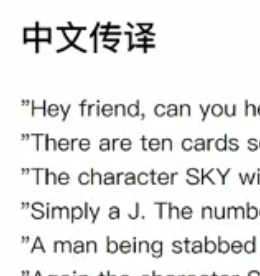 中文传译
”Hey friend, can you
”There are ten cards
”The character SKY
”Simply a J. The
”A man being stabbed